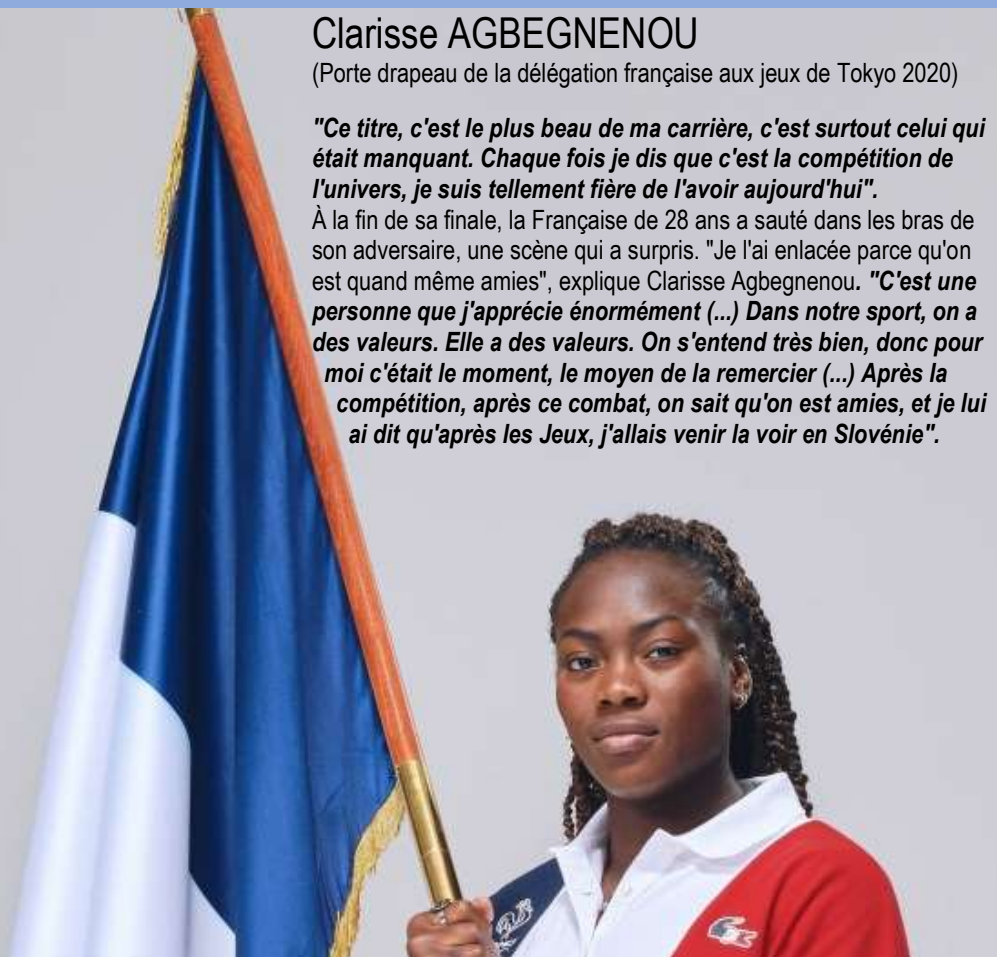 Clarisse AGBEGNENOU
(Porte drapeau de la délégation française aux jeux de Tokyo 2020)
"Ce titre, c'est le plus beau de ma carrière, c'est surtout celui qui
était manquant. Chaque fois je dis que c'est la compétition de
l'univers, je suis tellement fière de l'avoir aujourd'hui".
À la fin de sa finale, la Française de 28 ans a sauté dans les bras de
son adversaire, une scène qui a surpris. "Je l'ai enlacée parce qu'on
est quand même amies", explique Clarisse Agbegnenou. "C'est une
personne que j'apprécie énormément (...) Dans notre sport, on a
des valeurs. Elle a des valeurs. On s'entend très bien, donc pour
moi c'était le moment, le moyen de la remercier (...) Après la
compétition, après ce combat, on sait qu'on est amies, et je lui
ai dit qu'après les Jeux, j'allais venir la voir en Slovénie".